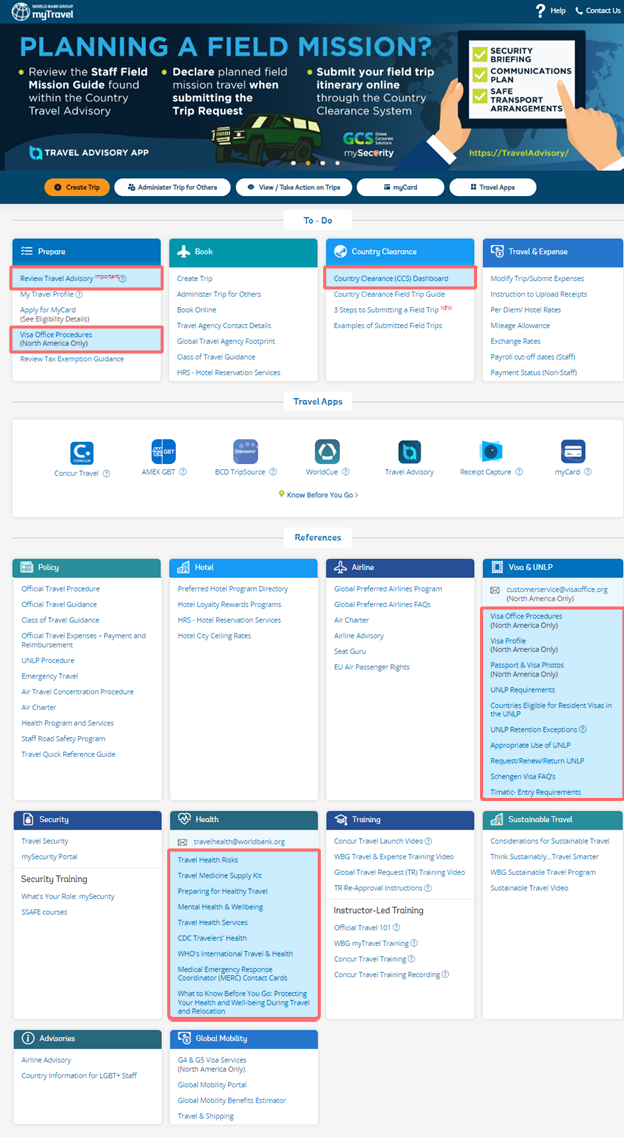 WORLD BANK GROUP
myTravel
Help
Contact Us
PLANNING A FIELD MISSION?
• Review the Staff Field
Mission Guide found
within the Country
Travel Advisory
• Declare planned field
mission travel when
submitting the
Trip Request
• Submit your field trip
itinerary online
through the Country
Clearance System
SECURITY
BRIEFING
COMMUNICATIONS
PLAN
SAFE
TRANSPORT
ARRANGEMENTS
TRAVEL ADVISORY APP
GCS Global
Corporate
Solutions
mySecurity
https://TravelAdvisory/
Create Trip
Administer Trip for Others
View / Take Action on Trips
myCard
Travel Apps
To - Do
Prepare
Review Travel Advisory Important
My Travel Profile
Apply for MyCard
(See Eligibility Details)
Visa Office Procedures
(North America Only)
Review Tax Exemption Guidance
Book
Create Trip
Administer Trip for Others
Book Online
Travel Agency Contact Details
Global Travel Agency Footprint
Class of Travel Guidance
HRS - Hotel Reservation Services
Country Clearance
Country Clearance (CCS) Dashboard
Country Clearance Field Trip Guide
3 Steps to Submitting a Field Trip NEW
Examples of Submitted Field Trips
Travel & Expense
Modify Trip/Submit Expenses
Instruction to Upload Receipts
Per Diem/ Hotel Rates
Mileage Allowance
Exchange Rates
Payroll cut-off dates (Staff)
Payment Status (Non-Staff)
Travel Apps
Concur Travel
AMEX GBT
BCD TripSource
WorldCue
Travel Advisory
Receipt Capture
myCard
Know Before You Go >
References
Policy
Official Travel Procedure
Official Travel Guidance
Class of Travel Guidance
Official Travel Expenses – Payment and
Reimbursement
UNLP Procedure
Emergency Travel
Air Travel Concentration Procedure
Air Charter
Health Program and Services
Staff Road Safety Program
Travel Quick Reference Guide
Hotel
Preferred Hotel Program Directory
Hotel Loyalty Rewards Programs
HRS - Hotel Reservation Services
Hotel City Ceiling Rates
Airline
Global Preferred Airlines Program
Global Preferred Airlines FAQs
Air Charter
Airline Advisory
Seat Guru
EU Air Passenger Rights
Visa & UNLP
customerservice@visaoffice.org
(North America Only)
Visa Office Procedures
(North America Only)
Visa Profile
(North America Only)
Passport & Visa Photos
(North America Only)
UNLP Requirements
Countries Eligible for Resident Visas in
the UNLP
UNLP Retention Exceptions
Appropriate Use of UNLP
Request/Renew/Return UNLP
Schengen Visa FAQ's
Timatic- Entry Requirements
Security
Travel Security
mySecurity Portal
Security Training
What's Your Role: mySecurity
SSAFE courses
Health
travelhealth@worldbank.org
Travel Health Risks
Travel Medicine Supply Kit
Preparing for Healthy Travel
Mental Health & Wellbeing
Travel Health Services
CDC Travelers' Health
WHO's International Travel & Health
Medical Emergency Response
Coordinator (MERC) Contact Cards
What to Know Before You Go: Protecting
Your Health and Well-being During Travel
and Relocation
Training
Concur Travel Launch Video
WBG Travel & Expense Training Video
Global Travel Request (TR) Training Video
TR Re-Approval Instructions
Instructor-Led Training
Official Travel 101
WBG myTravel Training
Concur Travel Training
Concur Travel Training Recording
Sustainable Travel
Considerations for Sustainable Travel
Think Sustainably...Travel Smarter
WBG Sustainable Travel Program
Sustainable Travel Video
Advisories
Airline Advisory
Country Information for LGBT+ Staff
Global Mobility
G4 & G5 Visa Services
(North America Only)
Global Mobility Portal
Global Mobility Benefits Estimator
Travel & Shipping